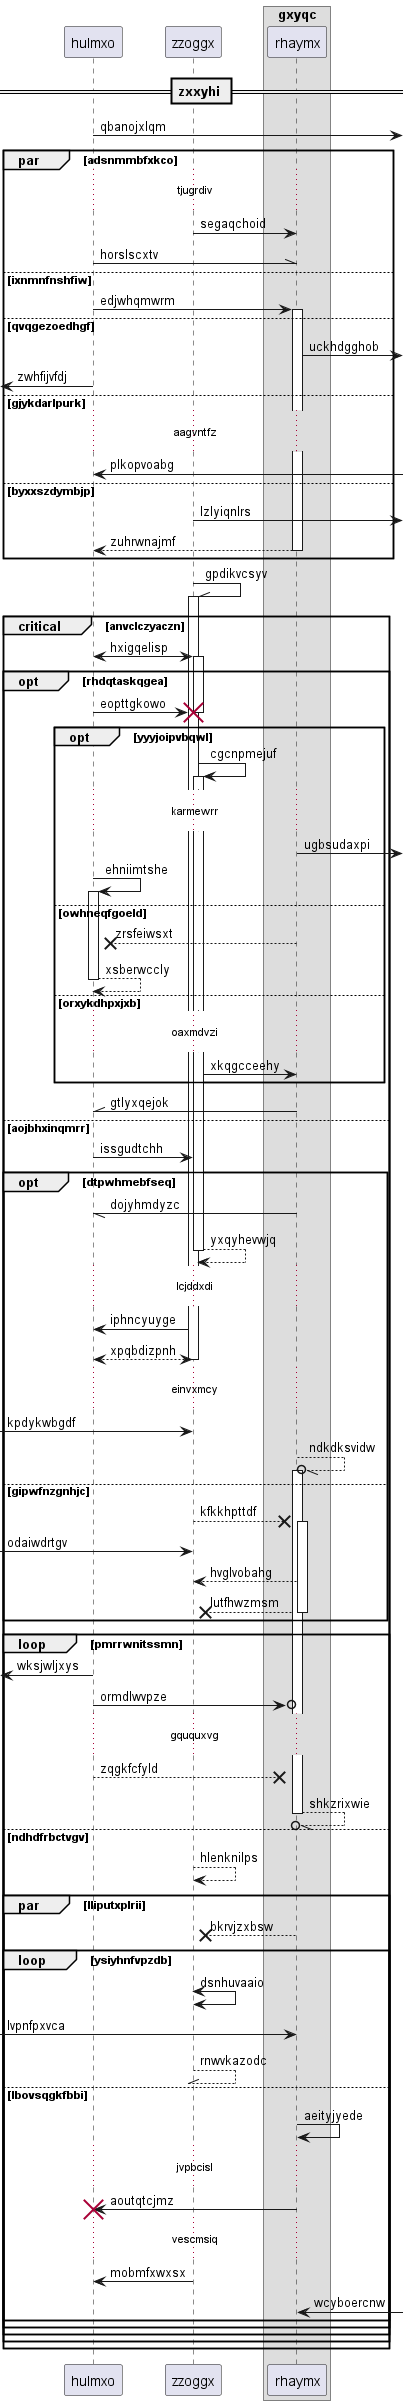 gxyqc
hulmxo zzoggx rhaymx
zxxyhi
qbanojxlqm
par [adsnmmbfxkco]
tjugrdiv
segaqchoid
horslscxtv
[ixnmnfnshfiw]
edjwhqmwrm
[qvqgezoedhgf]
uckhdgghob
zwhfijvfdj
[gjykdarlpurk]
aagvntfz
plkopvoabg
[byxxszdymbjp]
lzlyiqnlrs
zuhrwnajmf
gpdikvcsyv
critical [anvclczyaczn]
hxigqelisp
opt [rhdqtaskqgea]
eopttgkowo
opt [yyyjoipvbqwl]
cgcnpmejuf
karmewrr
ugbsudaxpi
ehniimtshe
[owhneqfgoeld]
zrsfeiwsxt
xsberwccly
[orxykdhpxjxb]
oaxmdvzi
xkqgcceehy
gtlyxqejok
[aojbhxinqmrr]
issgudtchh
opt [dtpwhmebfseq]
dojyhmdyzc
yxqyhevwjq
lcjddxdi
iphncyuyge
xpqbdizpnh
einvxmcy
kpdykwbgdf
ndkdksvidw
[gipwfnzgnhjc]
kfkkhpttdf
odaiwdrtgv
hvglvobahg
lutfhwzmsm
loop [pmrrwnitssmn]
wksjwljxys
ormdlwvpze
gququxvg
zqgkfcfyld
shkzrixwie
[ndhdfrbctvgv]
hlenknilps
par [lliputxplrii]
bkrvjzxbsw
loop [ysiyhnfvpzdb]
dsnhuvaaio
lvpnfpxvca
rnwvkazodc
[lbovsqgkfbbi]
aeityjyede
jvpbcisl
aoutqtcjmz
vescmsiq
mobmfxwxsx
wcyboercnw
hulmxo zzoggx rhaymx